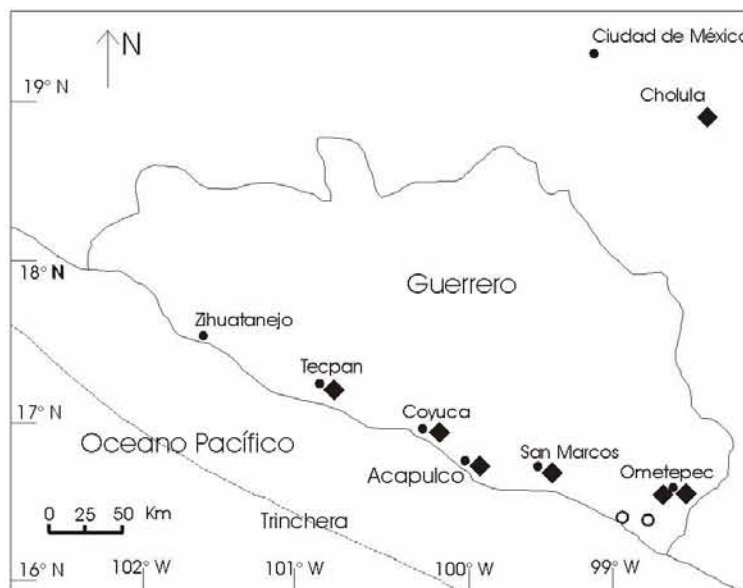 N
Ciudad de México
19° N
Cholula
18° N
Guerrero
Zihuatanejo
Tecpan
17° N
Coyuca
Oceano Pacífico
San Marcos
Acapulco
Ometepec
0 25 50 Km
Trinchera
16° N
102° W 101° W 100° W 99° W